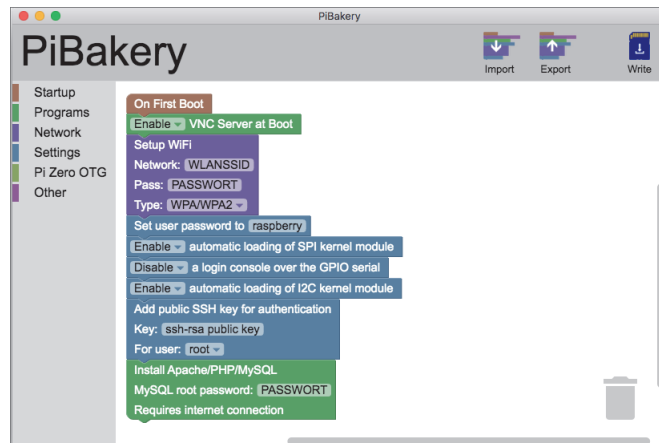 PiBakery
PiBakery
Import
Export
Write
Startup
Programs
Network
Settings
Pi Zero OTG
Other
On First Boot
Enable VNC Server at Boot
Setup WiFi
Network: WLANSSID
Pass: PASSWORT
Type: WPA/WPA2
Set user password to raspberry
Enable automatic loading of SPI kernel module
Disable a login console over the GPIO serial
Enable automatic loading of I2C kernel module
Add public SSH key for authentication
Key: ssh-rsa public key
For user: root
Install Apache/PHP/MySQL
MySQL root password: PASSWORT
Requires internet connection